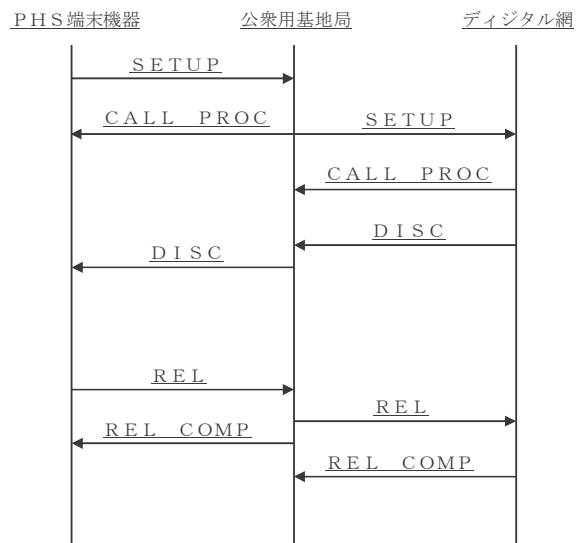 ＰＨＳ端末機器　公衆用基地局　ディジタル網
ＳＥＴＵＰ
ＣＡＬＬ　ＰＲＯＣ　ＳＥＴＵＰ
ＣＡＬＬ　ＰＲＯＣ
ＤＩＳＣ
ＤＩＳＣ
ＲＥＬ
ＲＥＬ
ＲＥＬ　ＣＯＭＰ
ＲＥＬ　ＣＯＭＰ